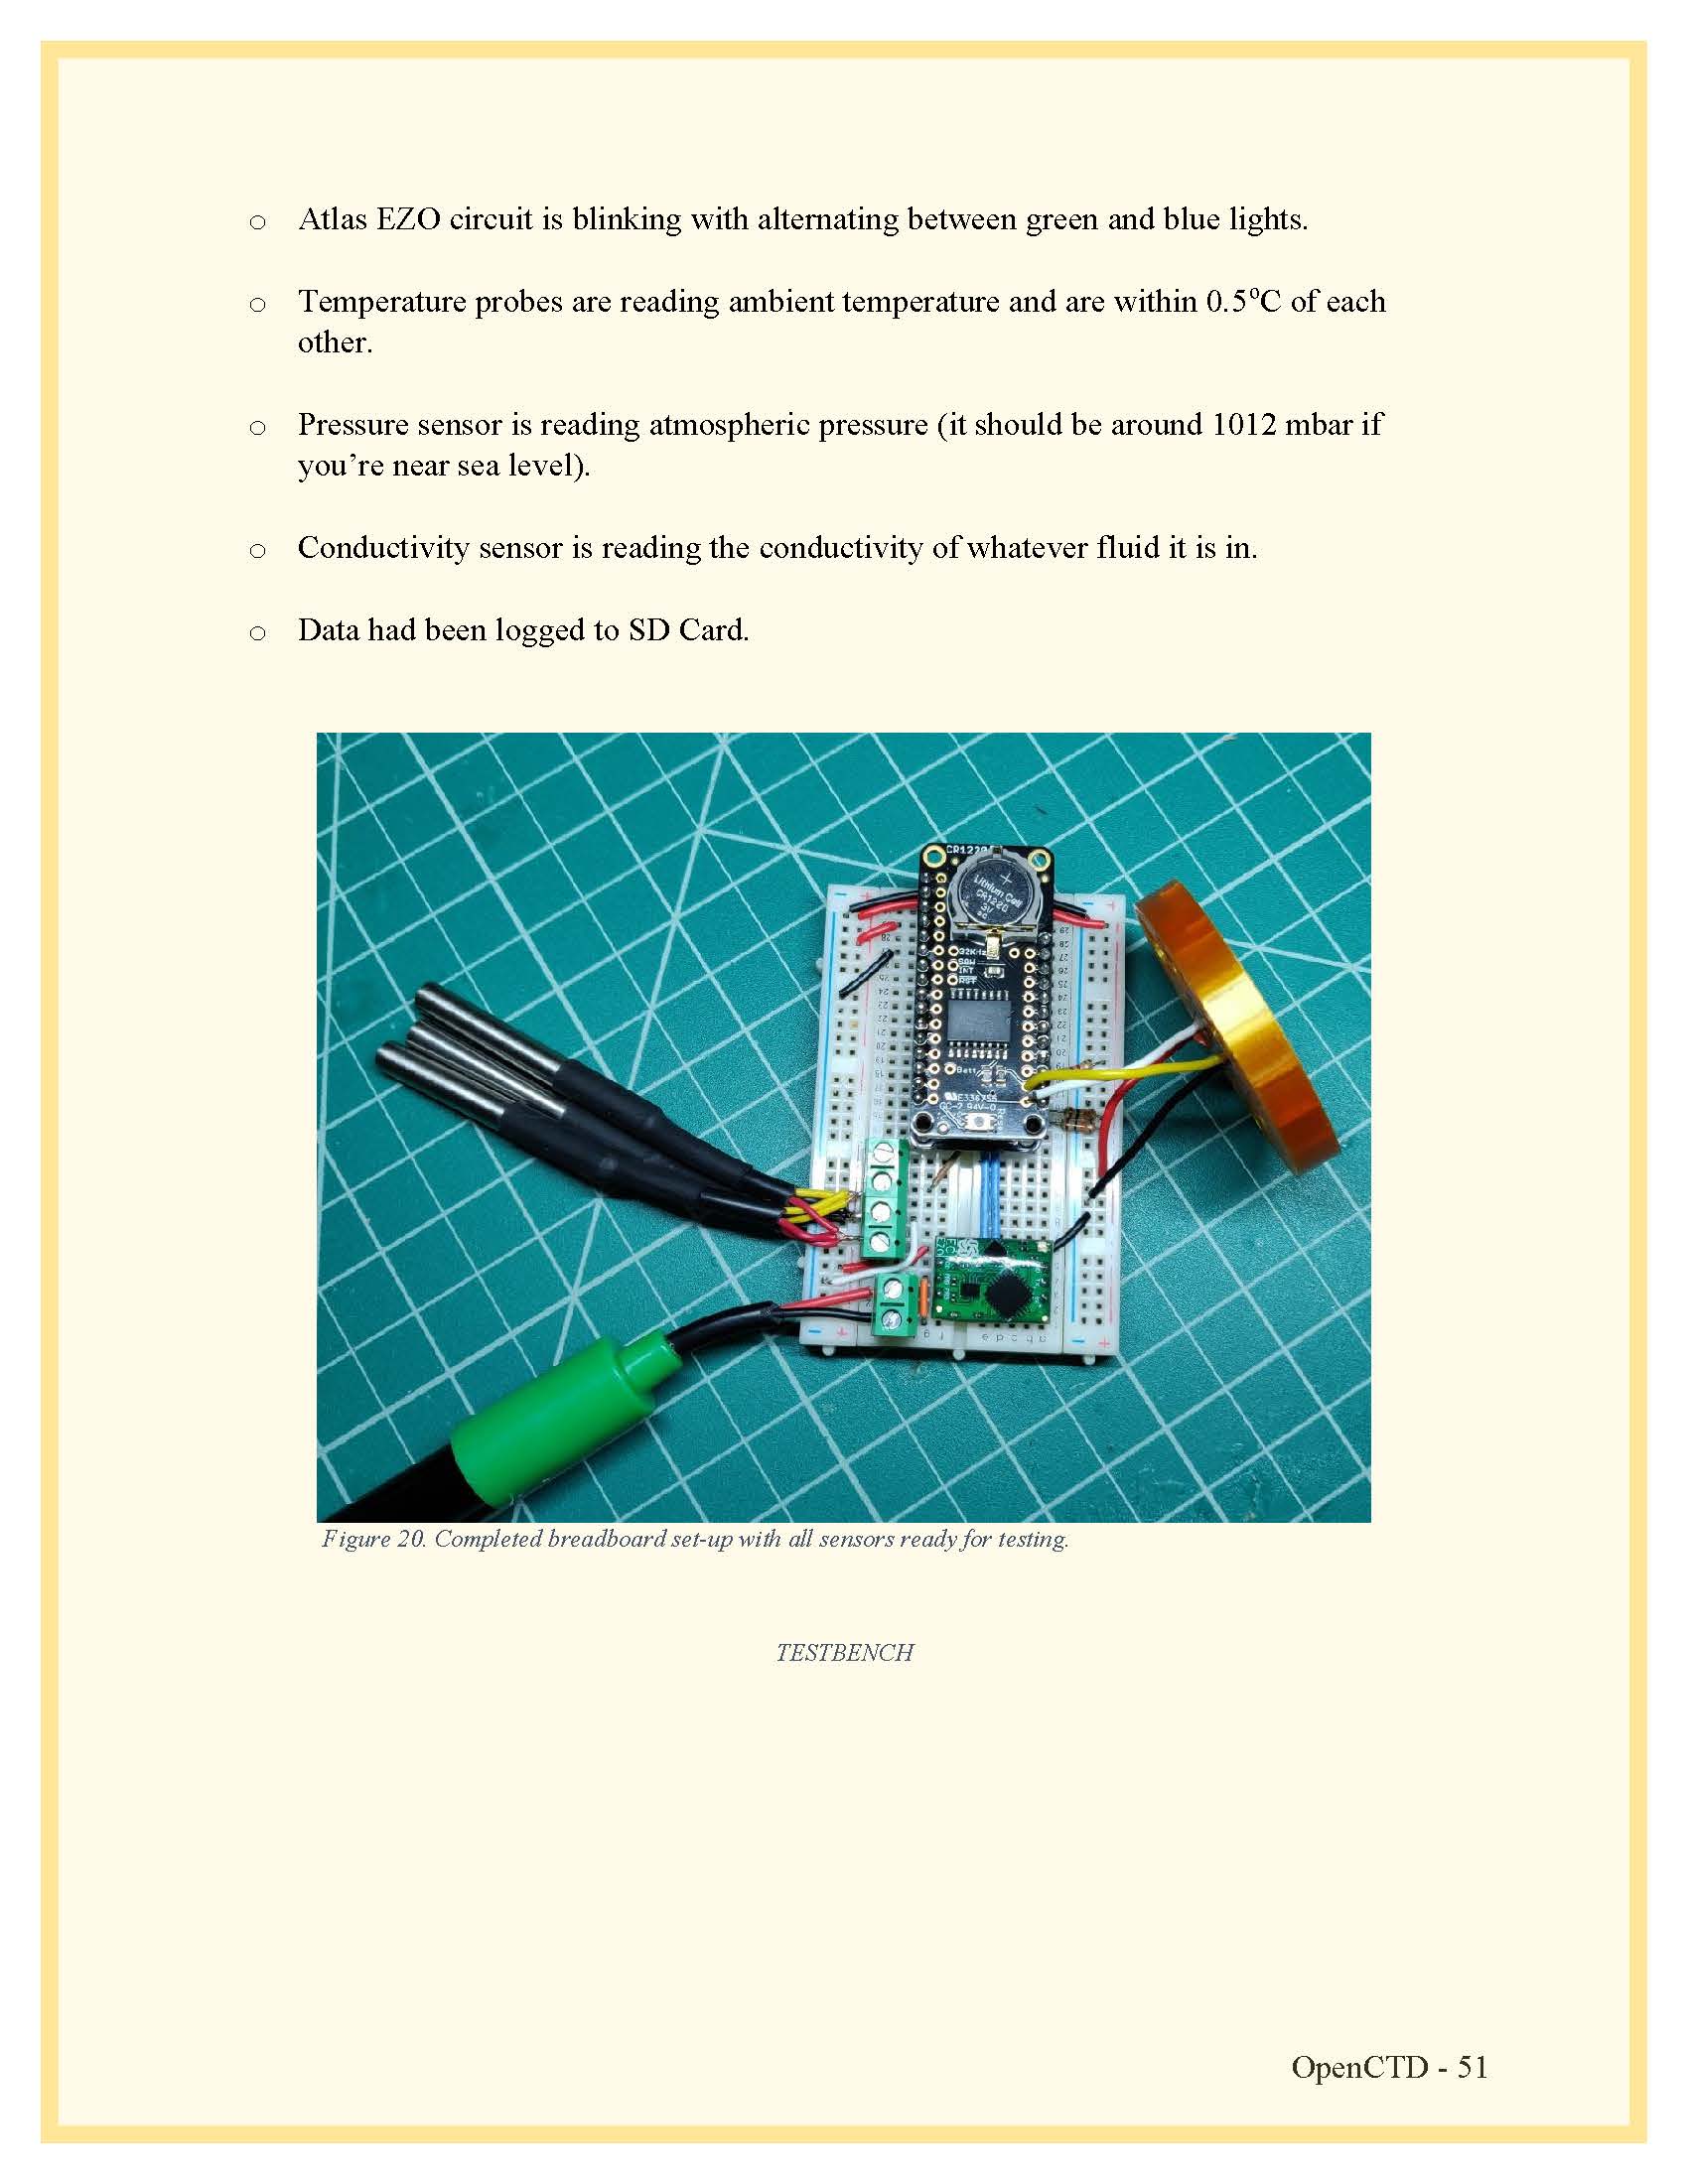 o Atlas EZO circuit is blinking with alternating between green and blue lights.
o Temperature probes are reading ambient temperature and are within 0.5ºC of each
other.
o Pressure sensor is reading atmospheric pressure (it should be around 1012 mbar if
you’re near sea level).
o Conductivity sensor is reading the conductivity of whatever fluid it is in.
o Data had been logged to SD Card.
CR1220
+
Lithium Cell
CR1220
3V
32KHz
SQW
INT
RST
Batt
E336756
94V-0
Figure 20. Completed breadboard set-up with all sensors ready for testing.
TESTBENCH
OpenCTD - 51